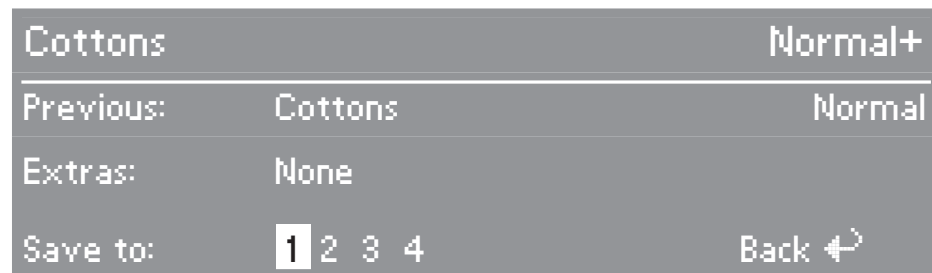 Cottons Normal+
Previous: Cottons Normal
Extras: None
Save to: 1 2 3 4 Back ↵